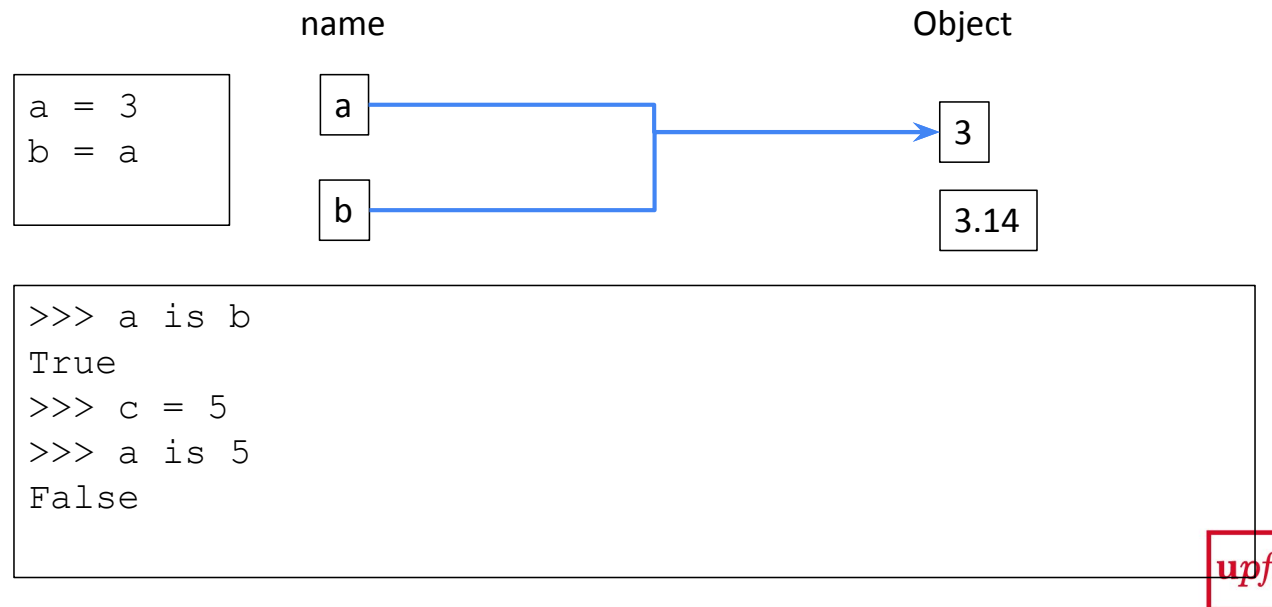 name
Object
a = 3
b = a
a
b
3
3.14
>>> a is b
True
>>> c = 5
>>> a is 5
False
upf